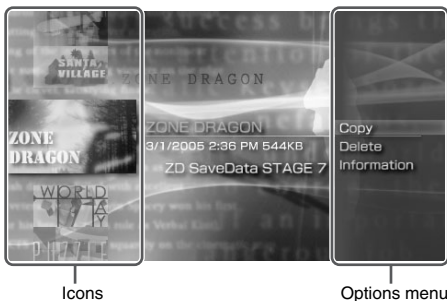 SANTA
VILLAGE
ZONE DRAGON
ZONE
DRAGON
ZONE DRAGON
3/1/2005 2:36 PM 544KB
ZD SaveData STAGE 7
WORLD
Copy
Delete
Information
Icons
Options menu